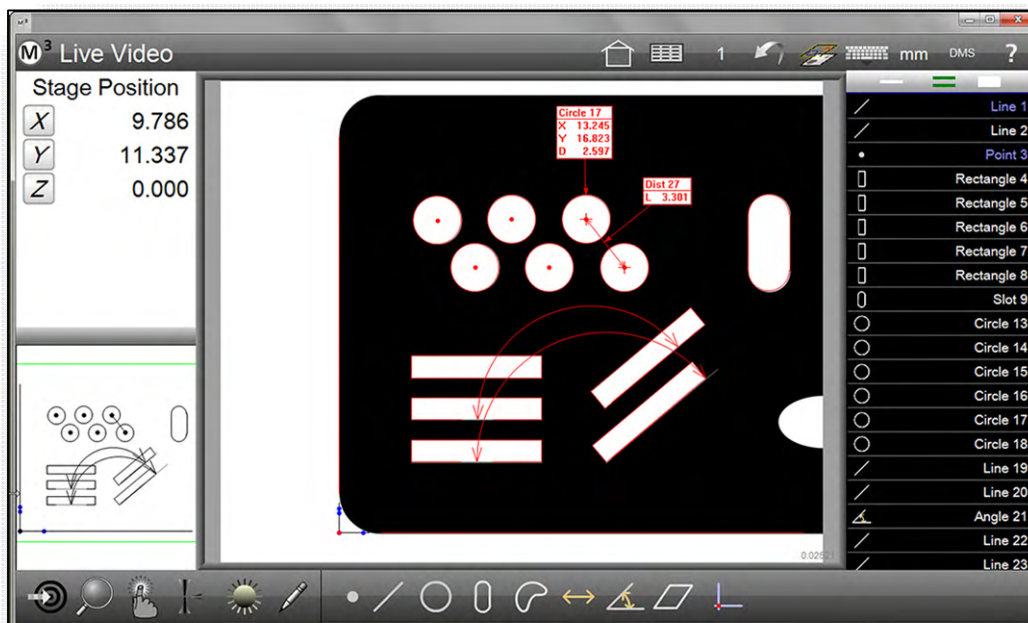 M³
M³ Live Video
1
mm
DMS
?
Stage Position
X 9.786
Y 11.337
Z 0.000
Circle 17
X 13.245
Y 16.823
D 2.597
Dist 27
L 3.301
Line 1
Line 2
Point 3
Rectangle 4
Rectangle 5
Rectangle 6
Rectangle 7
Rectangle 8
Slot 9
Circle 13
Circle 14
Circle 15
Circle 16
Circle 17
Circle 18
Line 19
Line 20
Angle 21
Line 22
Line 23